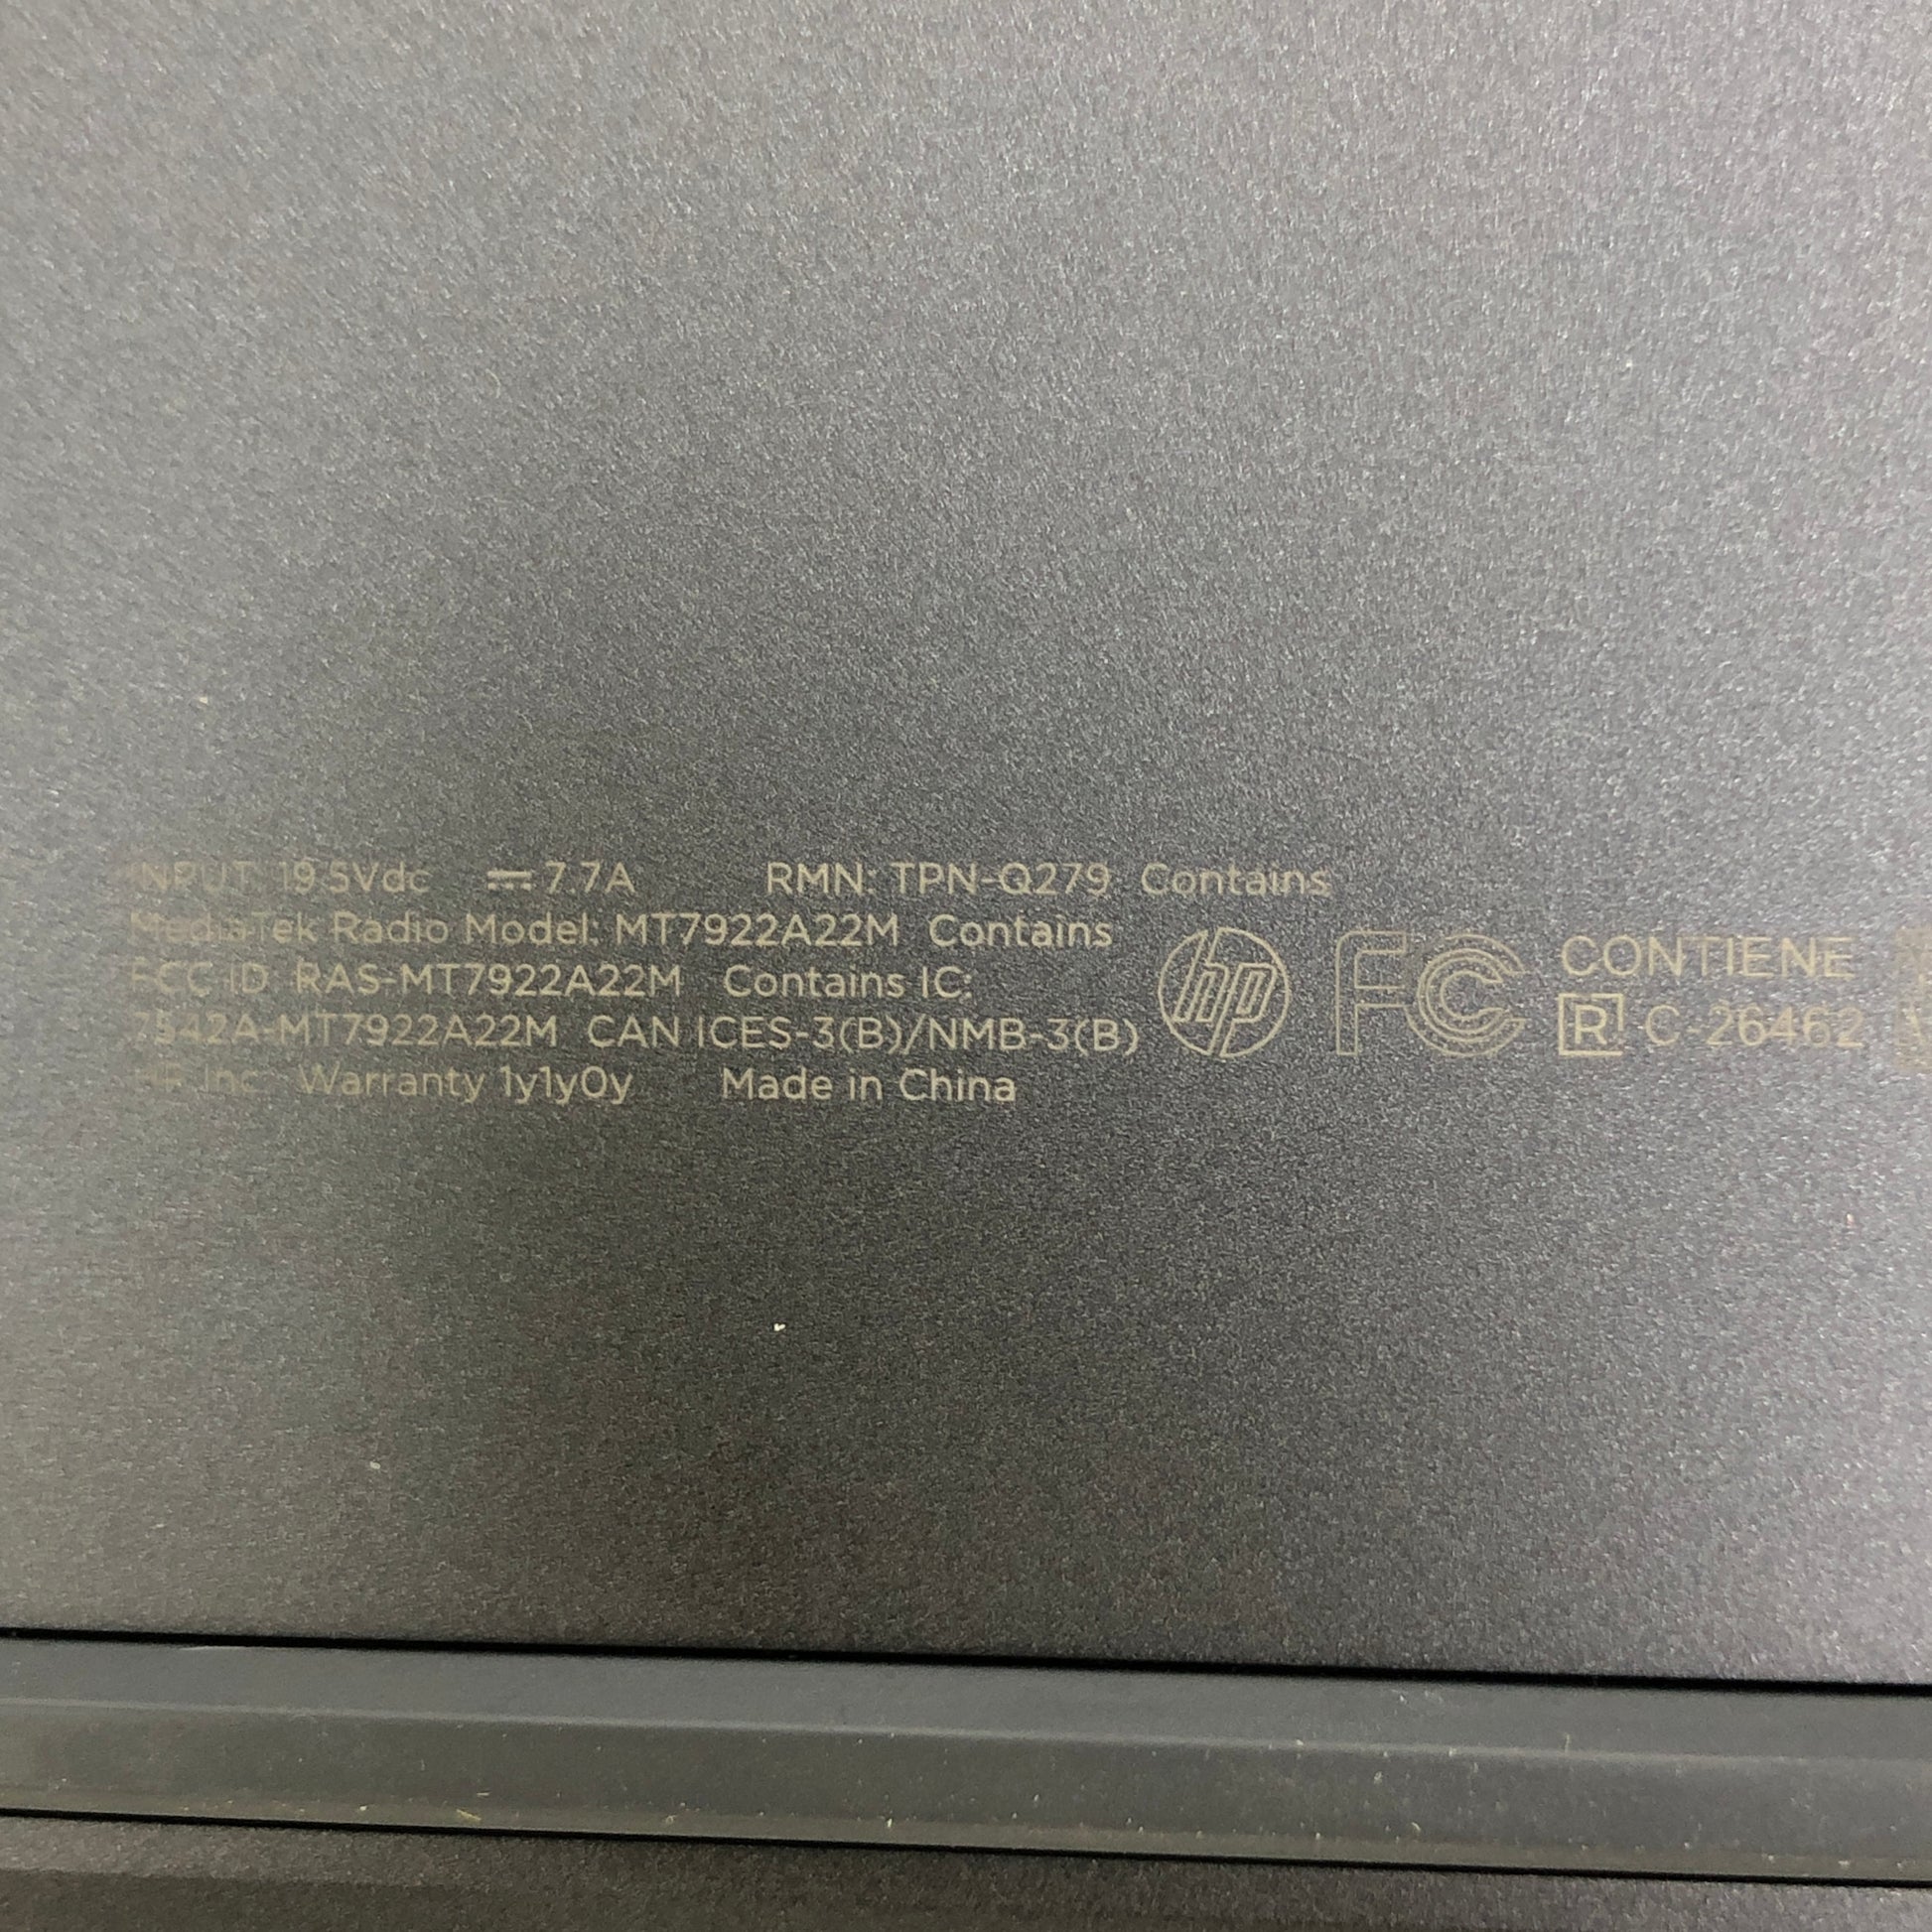 INPUT: 19.5Vdc ⎓ 7.7A RMN: TPN-Q279 Contains
MediaTek Radio Model: MT7922A22M Contains
FCC ID: RAS-MT7922A22M Contains IC:
7542A-MT7922A22M CAN ICES-3(B)/NMB-3(B)
HP Inc. Warranty 1y1y0y Made in China
hp
FC
CONTIENE
R C-26462